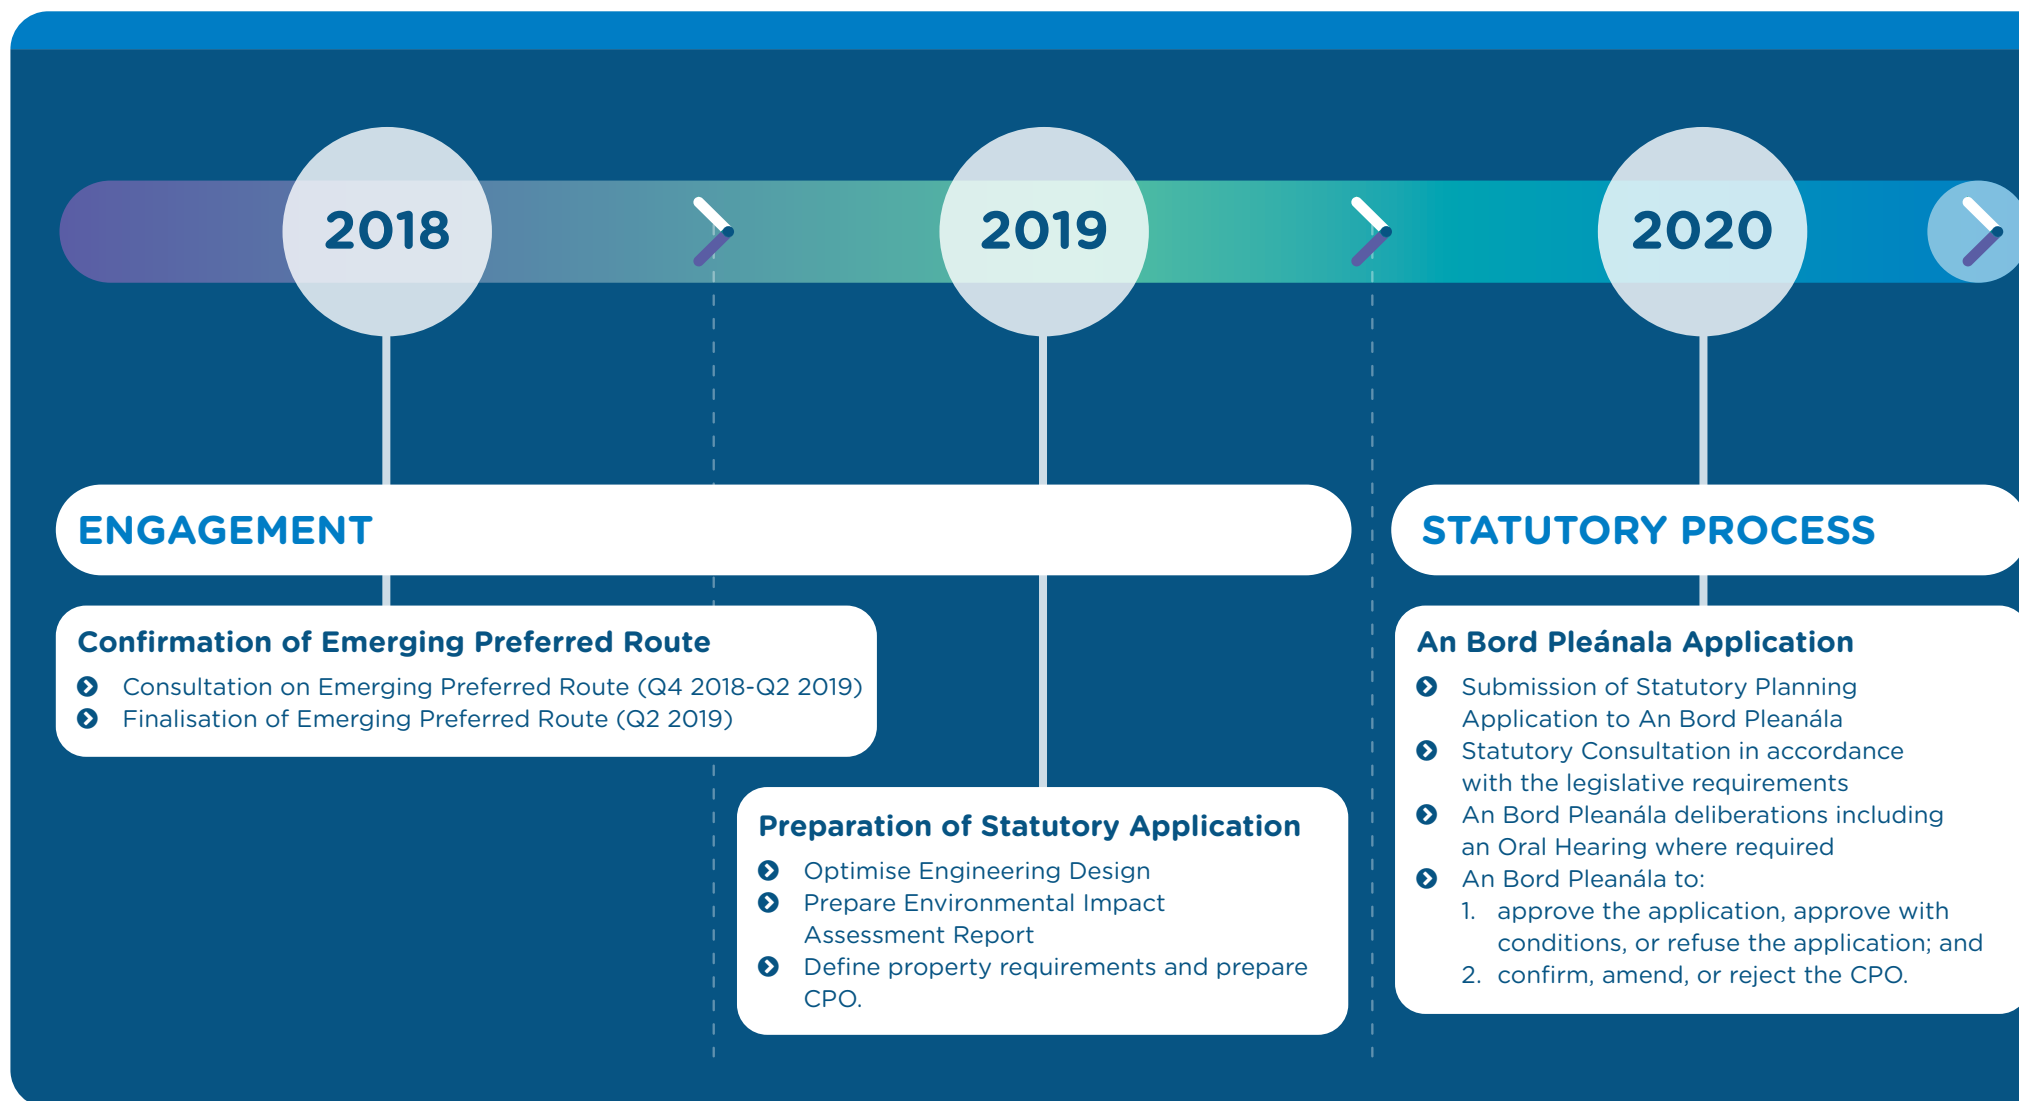 2018
2019
2020
ENGAGEMENT
STATUTORY PROCESS
Confirmation of Emerging Preferred Route
Consultation on Emerging Preferred Route (Q4 2018-Q2 2019)
Finalisation of Emerging Preferred Route (Q2 2019)
Preparation of Statutory Application
Optimise Engineering Design
Prepare Environmental Impact
Assessment Report
Define property requirements and prepare
CPO.
An Bord Pleánala Application
Submission of Statutory Planning
Application to An Bord Pleanála
Statutory Consultation in accordance
with the legislative requirements
An Bord Pleanála deliberations including
an Oral Hearing where required
An Bord Pleanála to:
1. approve the application, approve with
conditions, or refuse the application; and
2. confirm, amend, or reject the CPO.